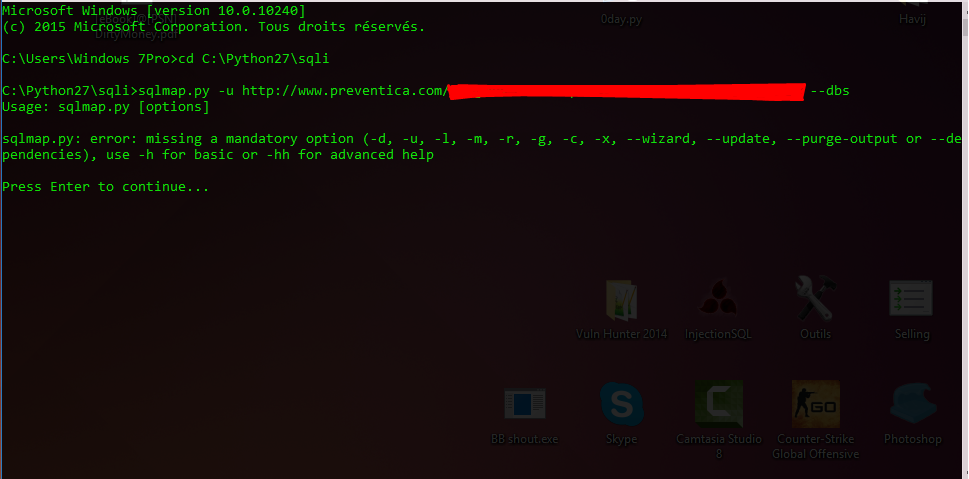 Microsoft Windows [version 10.0.10240]
(c) 2015 Microsoft Corporation. Tous droits réservés.
DirtyMoney.pdf
0day.py
Havij
C:\Users\Windows 7Pro>cd C:\Python27\sqli
C:\Python27\sqli>sqlmap.py -u http://www.preventica.com/ --dbs
Usage: sqlmap.py [options]
sqlmap.py: error: missing a mandatory option (-d, -u, -l, -m, -r, -g, -c, -x, --wizard, --update, --purge-output or --de
pendencies), use -h for basic or -hh for advanced help
Press Enter to continue...
Vuln Hunter 2014
InjectionSQL
Outils
Selling
BB shout.exe
Skype
Camtasia Studio
8
Counter-Strike
Global Offensive
Photoshop
GO